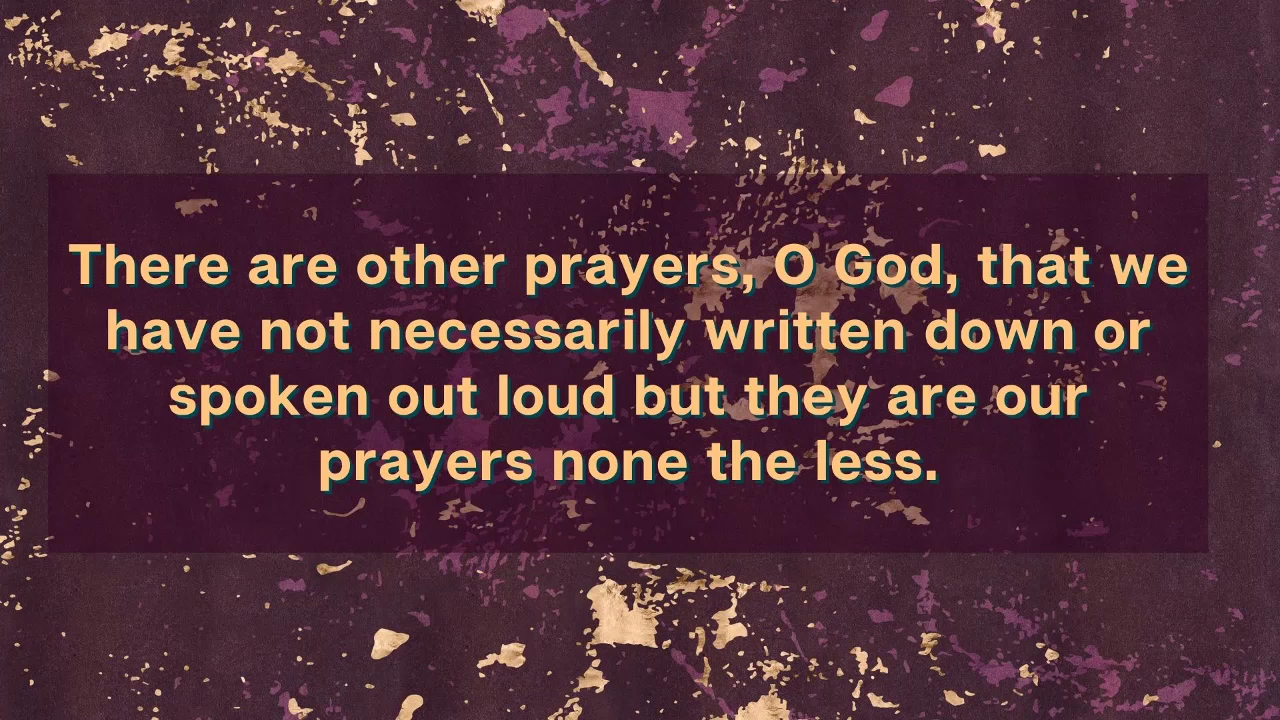 There are other prayers, O God, that we
have not necessarily written down or
spoken out loud but they are our
prayers none the less.